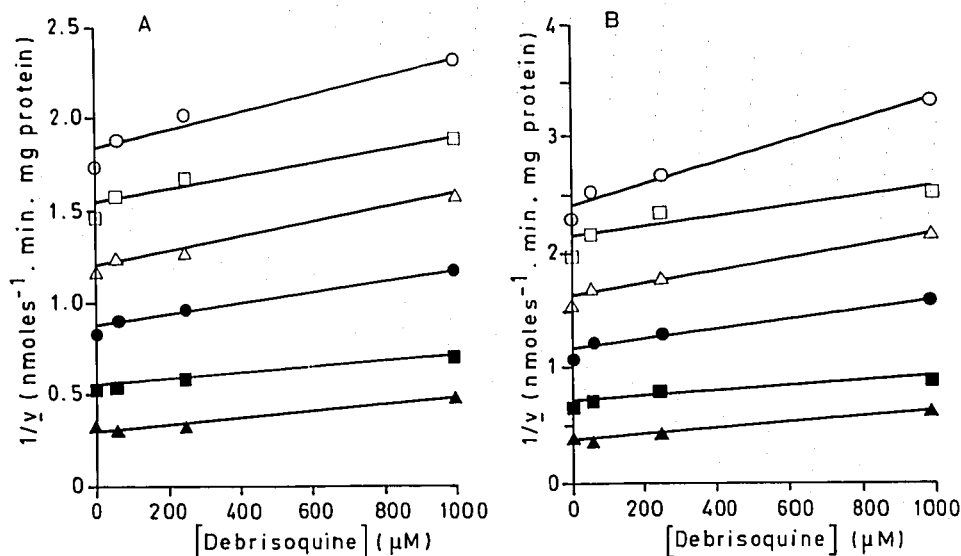 A
2.5
2.0
1.5
1.0
0.5
0
0 200 400 600 800 1000
[Debrisoquine] (μM)
1/v (nmoles⁻¹. min. mg protein)
B
4
3
2
1
0
0 200 400 600 800 1000
[Debrisoquine] (μM)
1/v (nmoles⁻¹. min. mg protein)